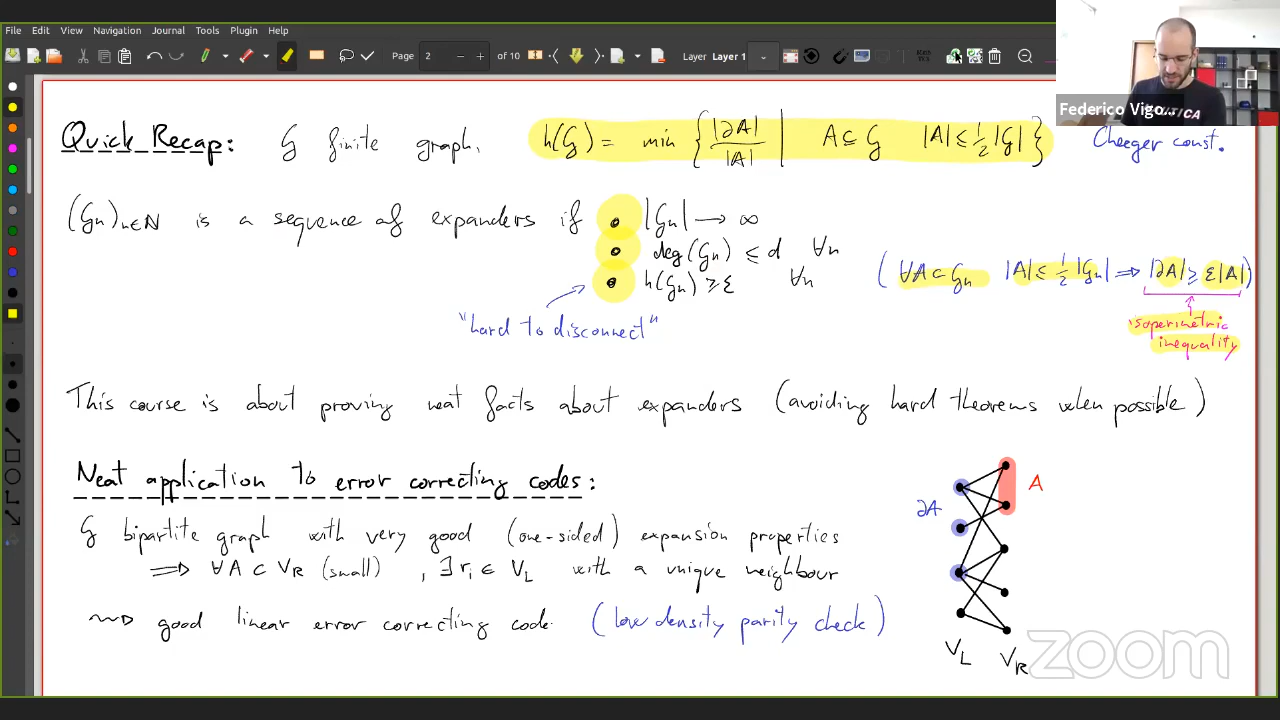 File Edit View Navigation Journal Tools Plugin Help
Page 2 of 10 Layer Layer 1
Federico Vigo...
Quick Recap: G finite graph. h(G) = min { |∂A| / |A| | A ⊆ G |A| ≤ 1/2 |G| } Cheeger const.
(Gn)n∈N is a sequence of expanders if • |Gn| → ∞
• deg(Gn) ≤ d ∀n
• h(Gn) ≥ ε ∀n
(∀A ⊂ Gn |A| ≤ 1/2 |Gn| ⇒ |∂A| ≥ ε|A|)
"hard to disconnect"
isoperimetric
inequality
This course is about proving neat facts about expanders (avoiding hard theorems when possible)
Neat application to error correcting codes:
G bipartite graph with very good (one-sided) expansion properties
⇒ ∀A ⊂ VR (small), ∃ ri ∈ VL with a unique neighbour
⇝ good linear error correcting code (low density parity check)
∂A A
VL VR
zoom